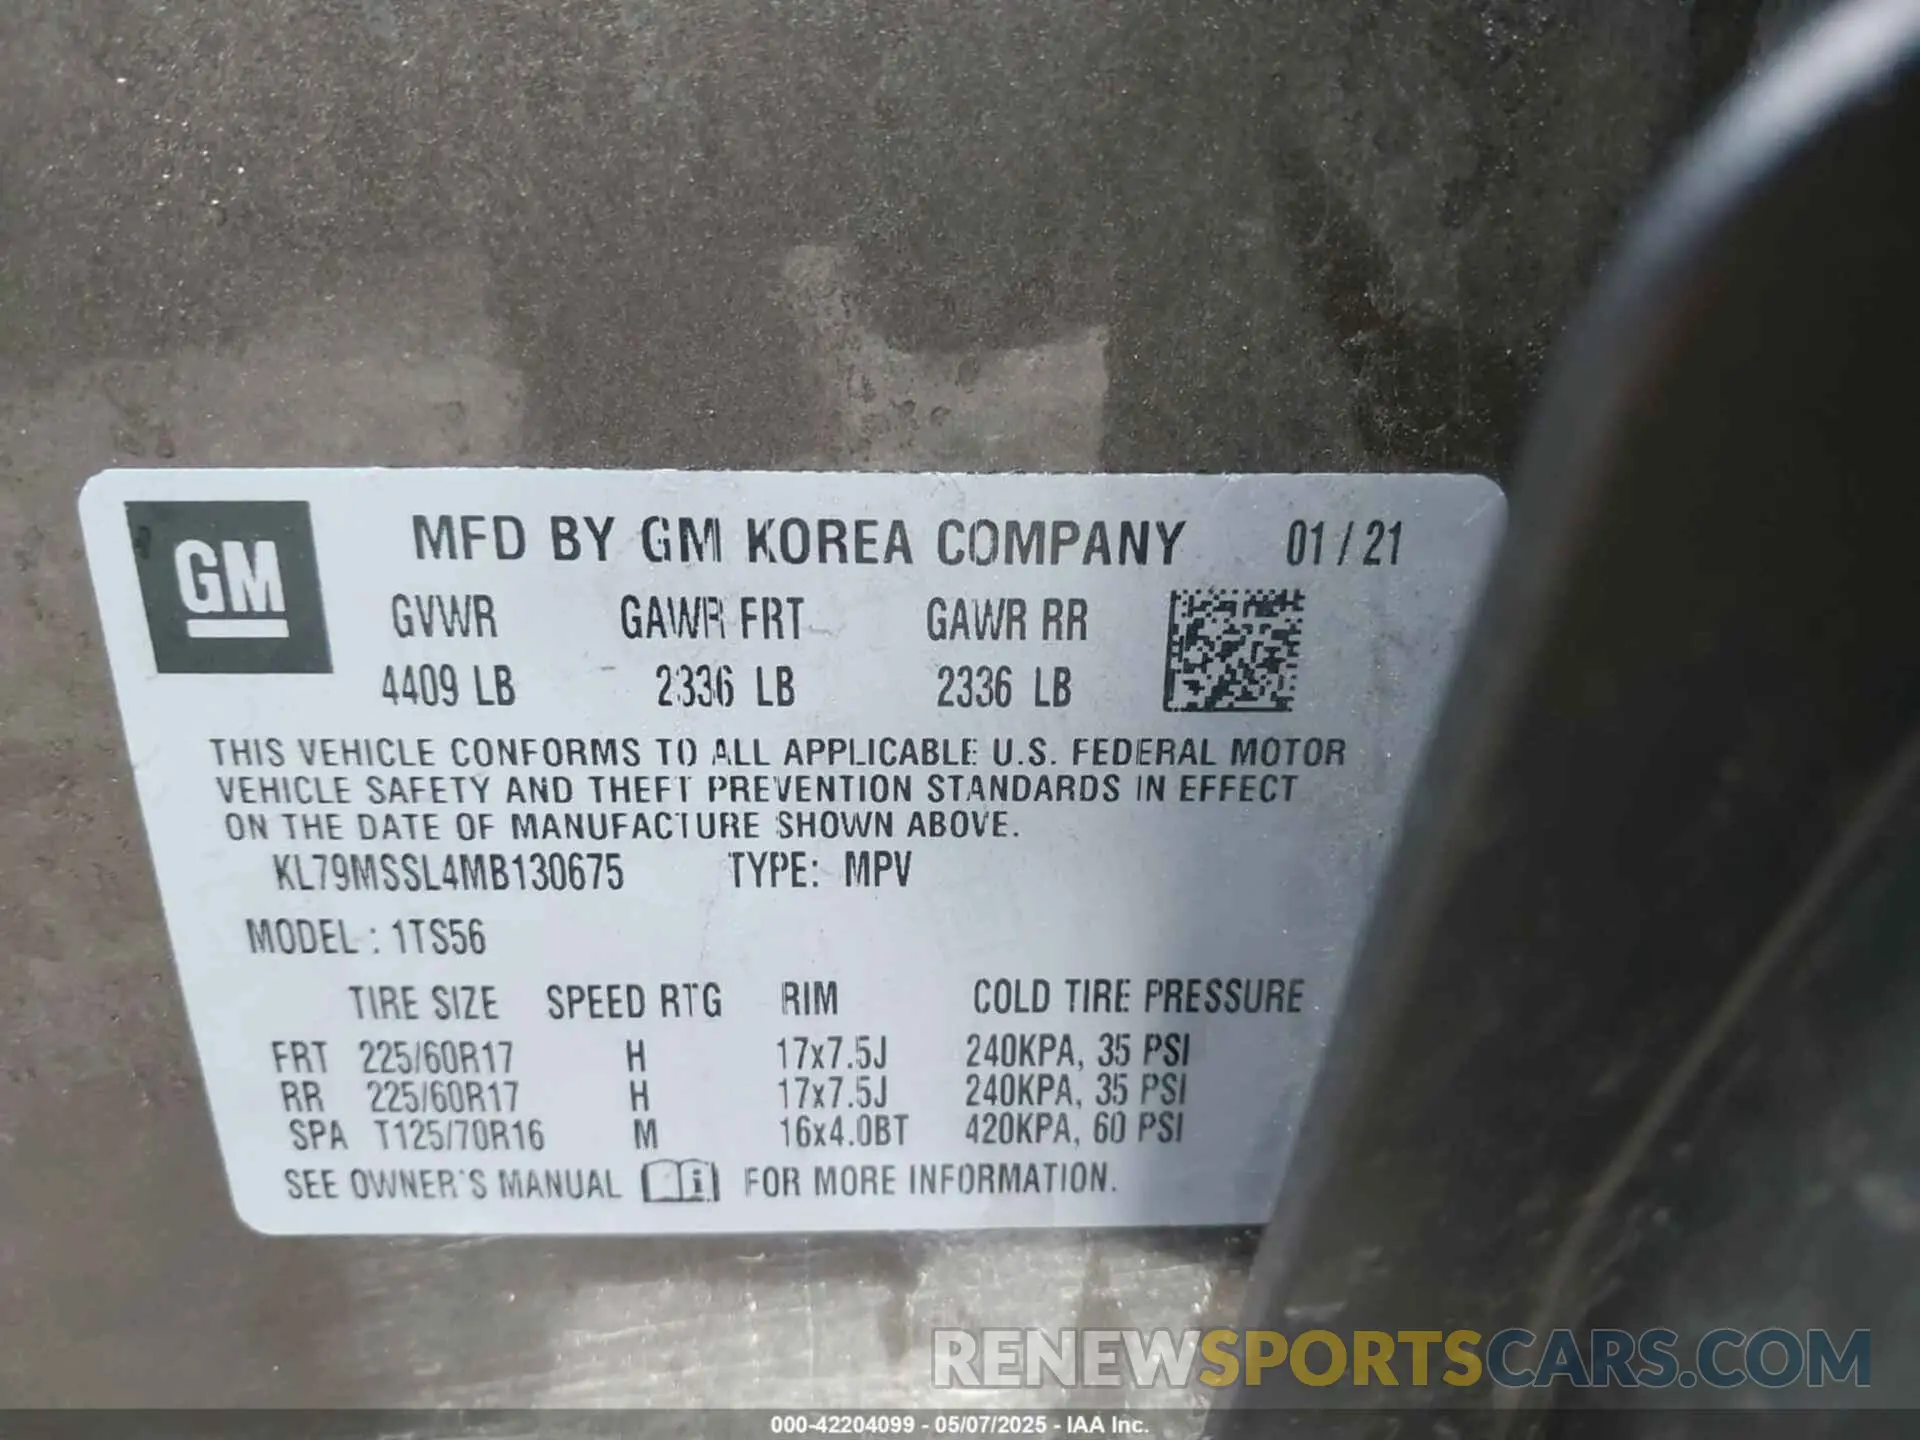 GM
MFD BY GM KOREA COMPANY 01 / 21
GVWR GAWR FRT GAWR RR
4409 LB 2336 LB 2336 LB
THIS VEHICLE CONFORMS TO ALL APPLICABLE U.S. FEDERAL MOTOR
VEHICLE SAFETY AND THEFT PREVENTION STANDARDS IN EFFECT
ON THE DATE OF MANUFACTURE SHOWN ABOVE.
KL79MSSL4MB130675 TYPE: MPV
MODEL : 1TS56
TIRE SIZE SPEED RTG RIM COLD TIRE PRESSURE
FRT 225/60R17 H 17x7.5J 240KPA, 35 PSI
RR 225/60R17 H 17x7.5J 240KPA, 35 PSI
SPA T125/70R16 M 16x4.0BT 420KPA, 60 PSI
SEE OWNER'S MANUAL i FOR MORE INFORMATION.
RENEWSPORTSCARS.COM
000-42204099 - 05/07/2025 - IAA Inc.